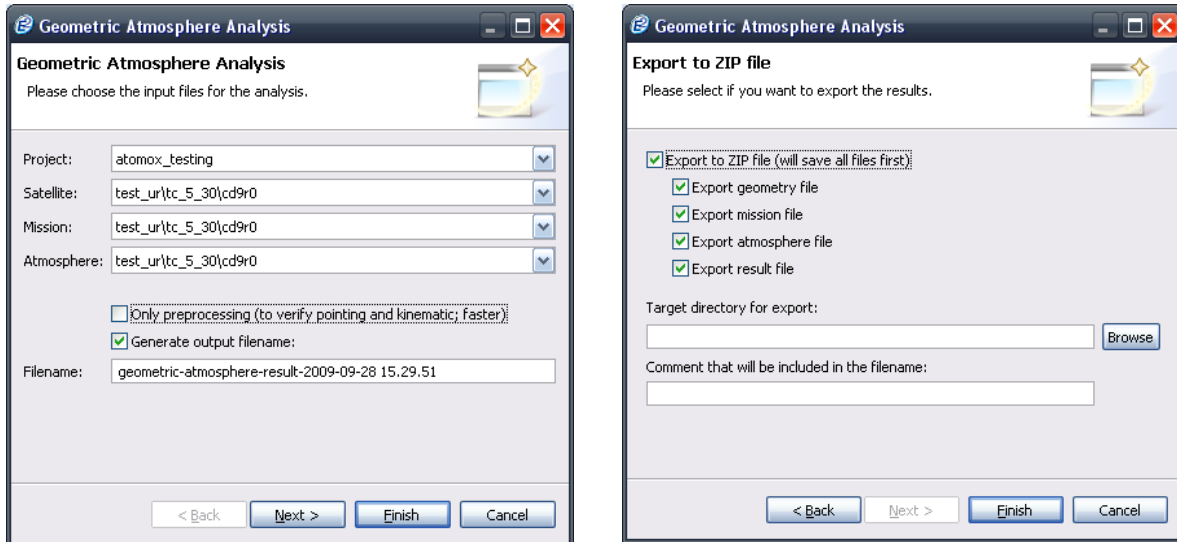 Geometric Atmosphere Analysis
Geometric Atmosphere Analysis
Please choose the input files for the analysis.
Project: atomox_testing
Satellite: test_ur\tc_5_30\cd9r0
Mission: test_ur\tc_5_30\cd9r0
Atmosphere: test_ur\tc_5_30\cd9r0
Only preprocessing (to verify pointing and kinematic; faster)
Generate output filename:
Filename: geometric-atmosphere-result-2009-09-28 15.29.51
< Back Next > Finish Cancel
Geometric Atmosphere Analysis
Export to ZIP file
Please select if you want to export the results.
Export to ZIP file (will save all files first)
Export geometry file
Export mission file
Export atmosphere file
Export result file
Target directory for export:
Browse
Comment that will be included in the filename:
< Back Next > Finish Cancel